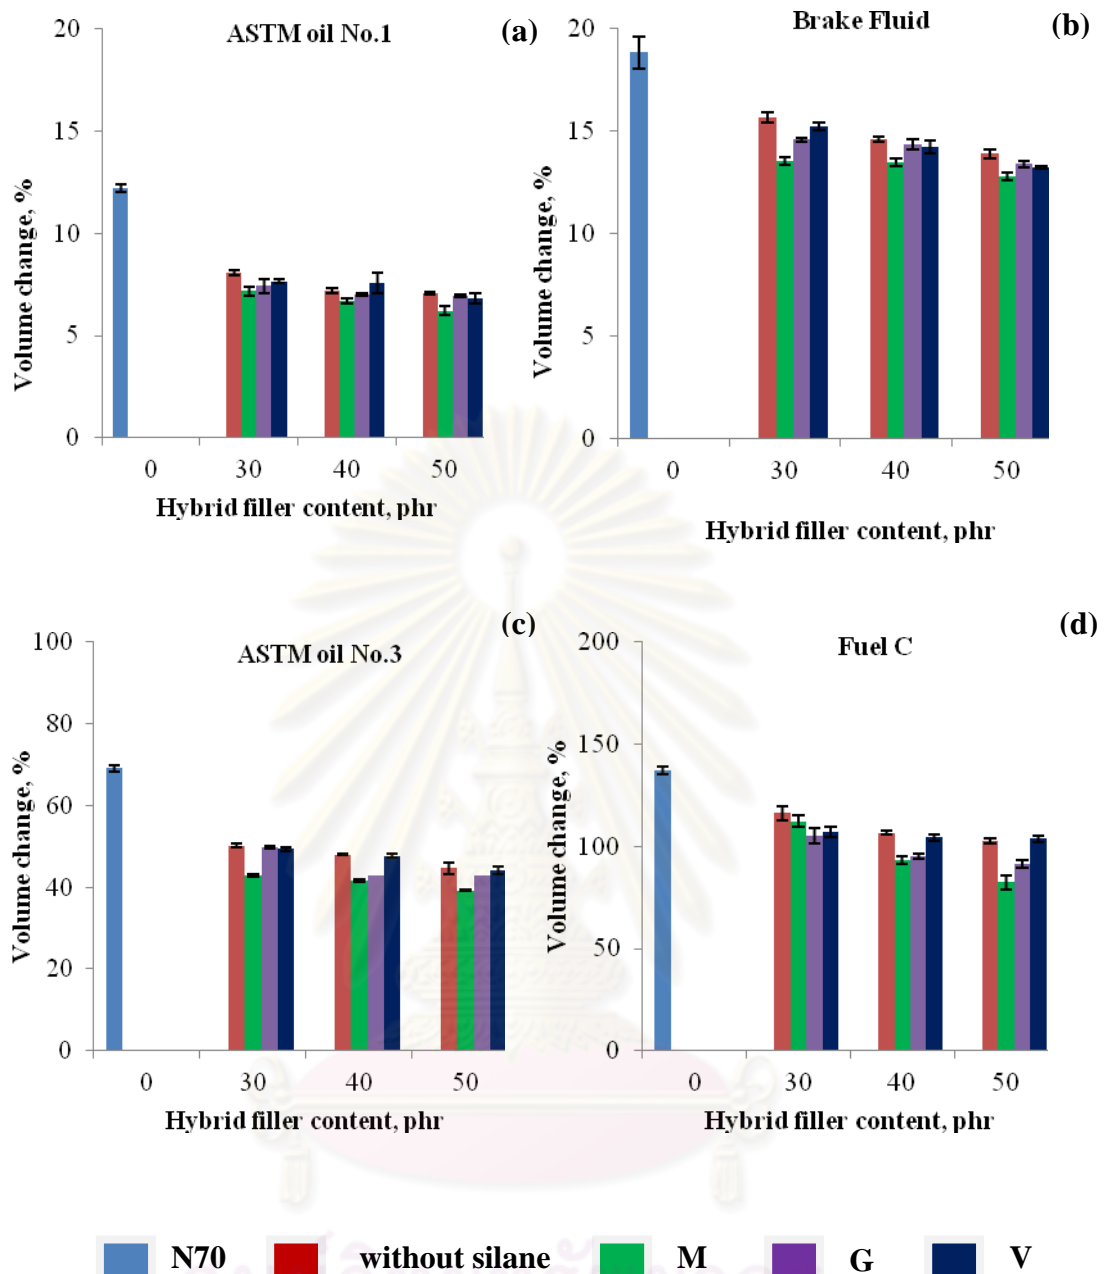 ASTM oil No.1
(a)
20
15
10
5
0
Volume change, %
0 30 40 50
Hybrid filler content, phr
Brake Fluid
(b)
20
15
10
5
0
Volume change, %
0 30 40 50
Hybrid filler content, phr
ASTM oil No.3
(c)
100
80
60
40
20
0
Volume change, %
0 30 40 50
Hybrid filler content, phr
Fuel C
(d)
200
150
100
50
0
Volume change, %
0 30 40 50
Hybrid filler content, phr
N70 without silane M G V